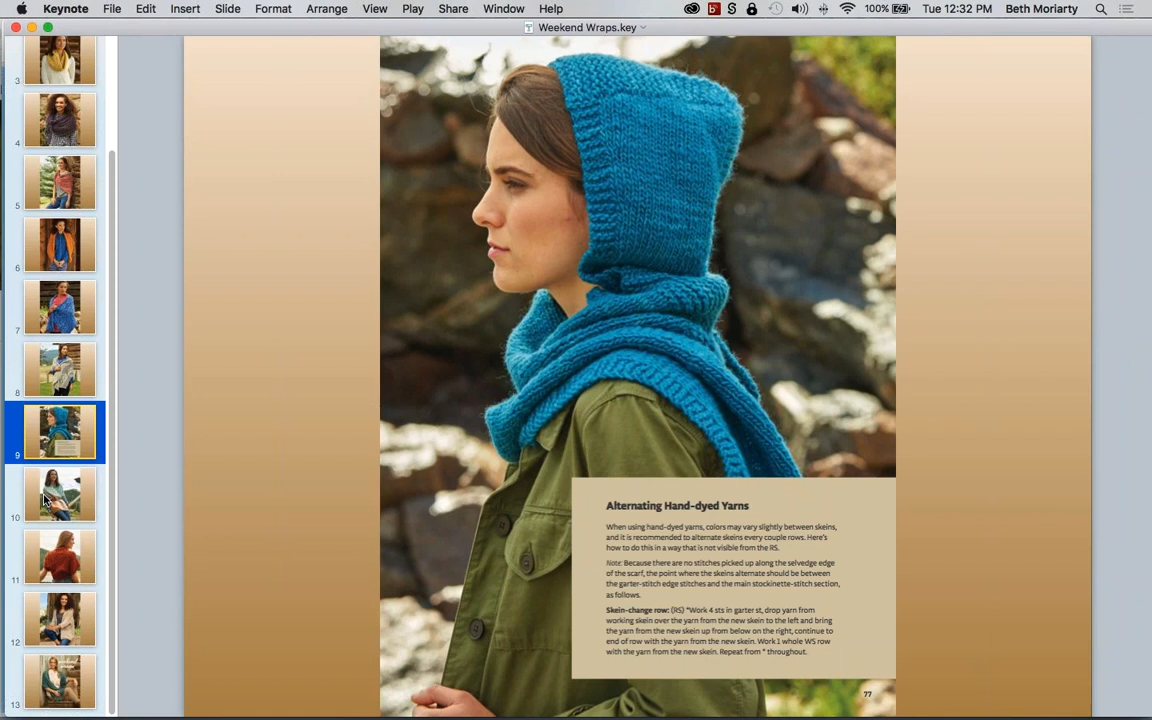 Keynote File Edit Insert Slide Format Arrange View Play Share Window Help 100% Tue 12:32 PM Beth Moriarty
Weekend Wraps.key
3
4
5
6
7
8
9
10
11
12
13
Alternating Hand-dyed Yarns
When using hand-dyed yarns, colors may vary slightly between skeins,
and it is recommended to alternate skeins every couple rows. Here's
how to do this in a way that is not visible from the RS.
Note: Because there are no stitches picked up along the selvedge edge
of the scarf, the point where the skeins alternate should be between
the garter-stitch edge stitches and the main stockinette-stitch section,
as follows.
Skein-change row: (RS) *Work 4 sts in garter st, drop yarn from
working skein over the yarn from the new skein to the left and bring
the yarn from the new skein up from below on the right, continue to
end of row with the yarn from the new skein. Work 1 whole WS row
with the yarn from the new skein. Repeat from * throughout.
77